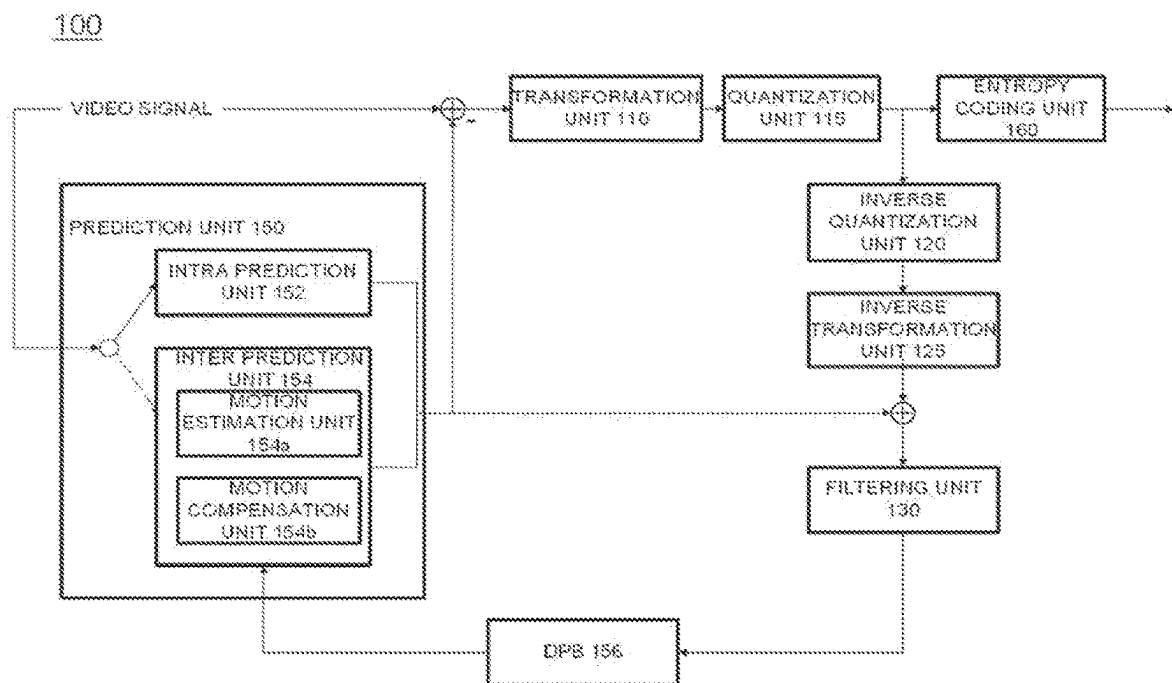 100
VIDEO SIGNAL
TRANSFORMATION
UNIT 110
QUANTIZATION
UNIT 115
ENTROPY
CODING UNIT
160
PREDICTION UNIT 150
INTRA PREDICTION
UNIT 152
INTER PREDICTION
UNIT 154
MOTION
ESTIMATION UNIT
154a
MOTION
COMPENSATION
UNIT 154b
INVERSE
QUANTIZATION
UNIT 120
INVERSE
TRANSFORMATION
UNIT 125
FILTERING UNIT
130
DPB 156